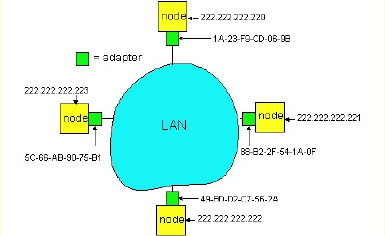 node
222.222.222.220
1A-23-F9-CD-06-9B
= adapter
222.222.222.223
node
LAN
node
222.222.222.221
5C-66-AB-90-75-B1
88-B2-2F-54-1A-0F
49-BD-D2-C7-56-2A
node
222.222.222.222